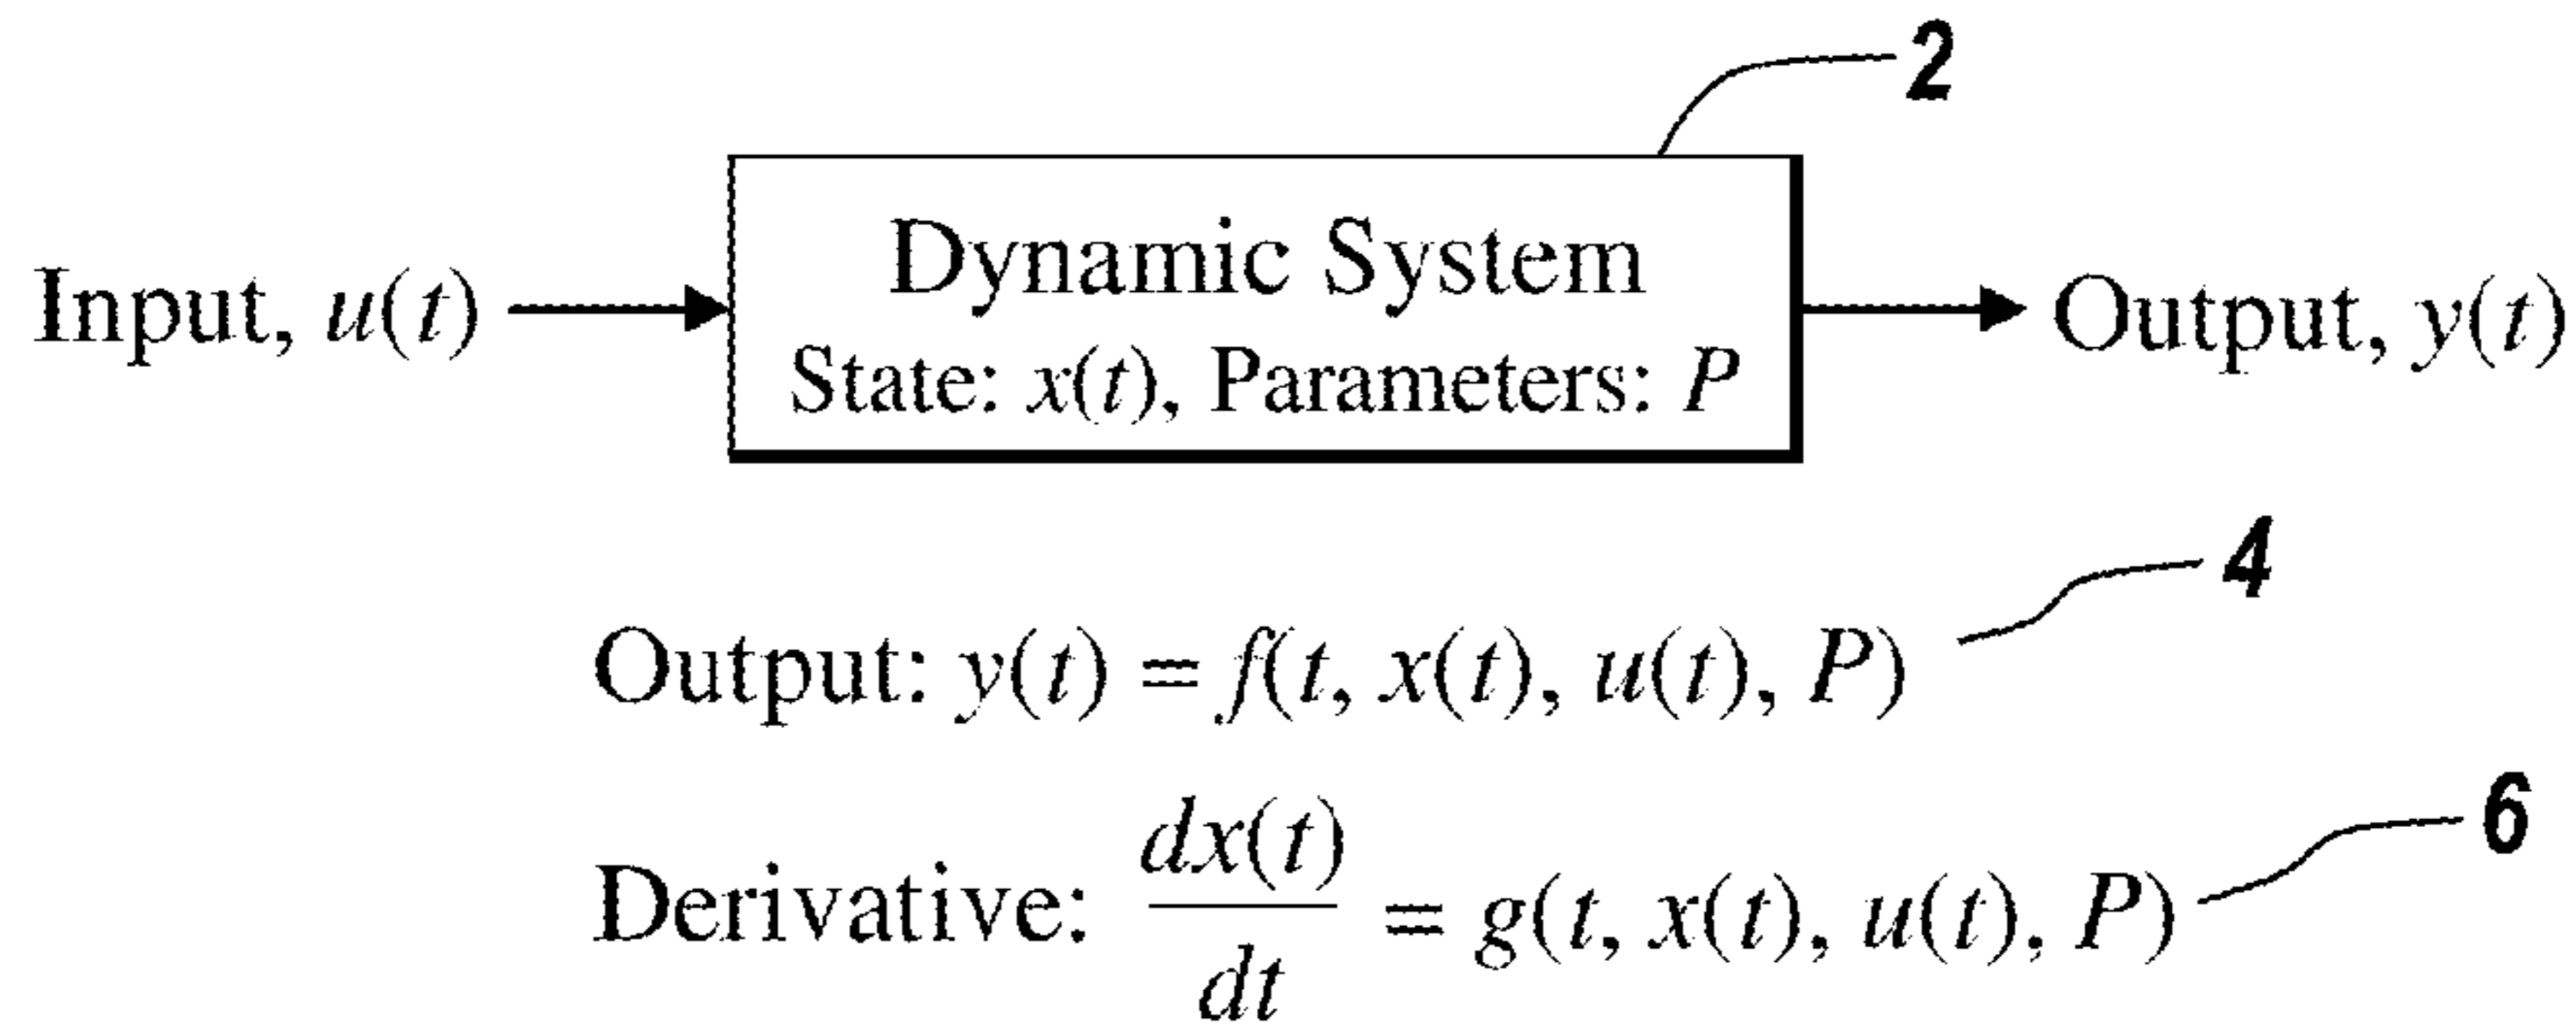 2
Dynamic System
Input, u(t)
State: x(t), Parameters: P
Output, y(t)
4
Output: y(t) = f(t, x(t), u(t), P)
6
Derivative: dx(t)/dt = g(t, x(t), u(t), P)